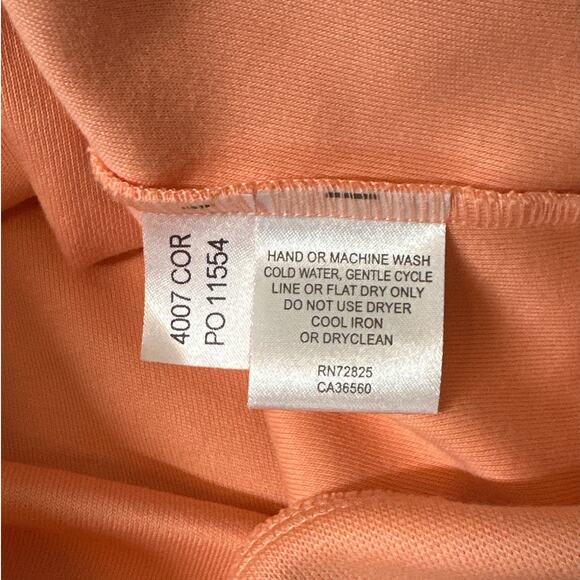 4007 COR
PO 11554
HAND OR MACHINE WASH
COLD WATER, GENTLE CYCLE
LINE OR FLAT DRY ONLY
DO NOT USE DRYER
COOL IRON
OR DRYCLEAN
RN72825
CA36560